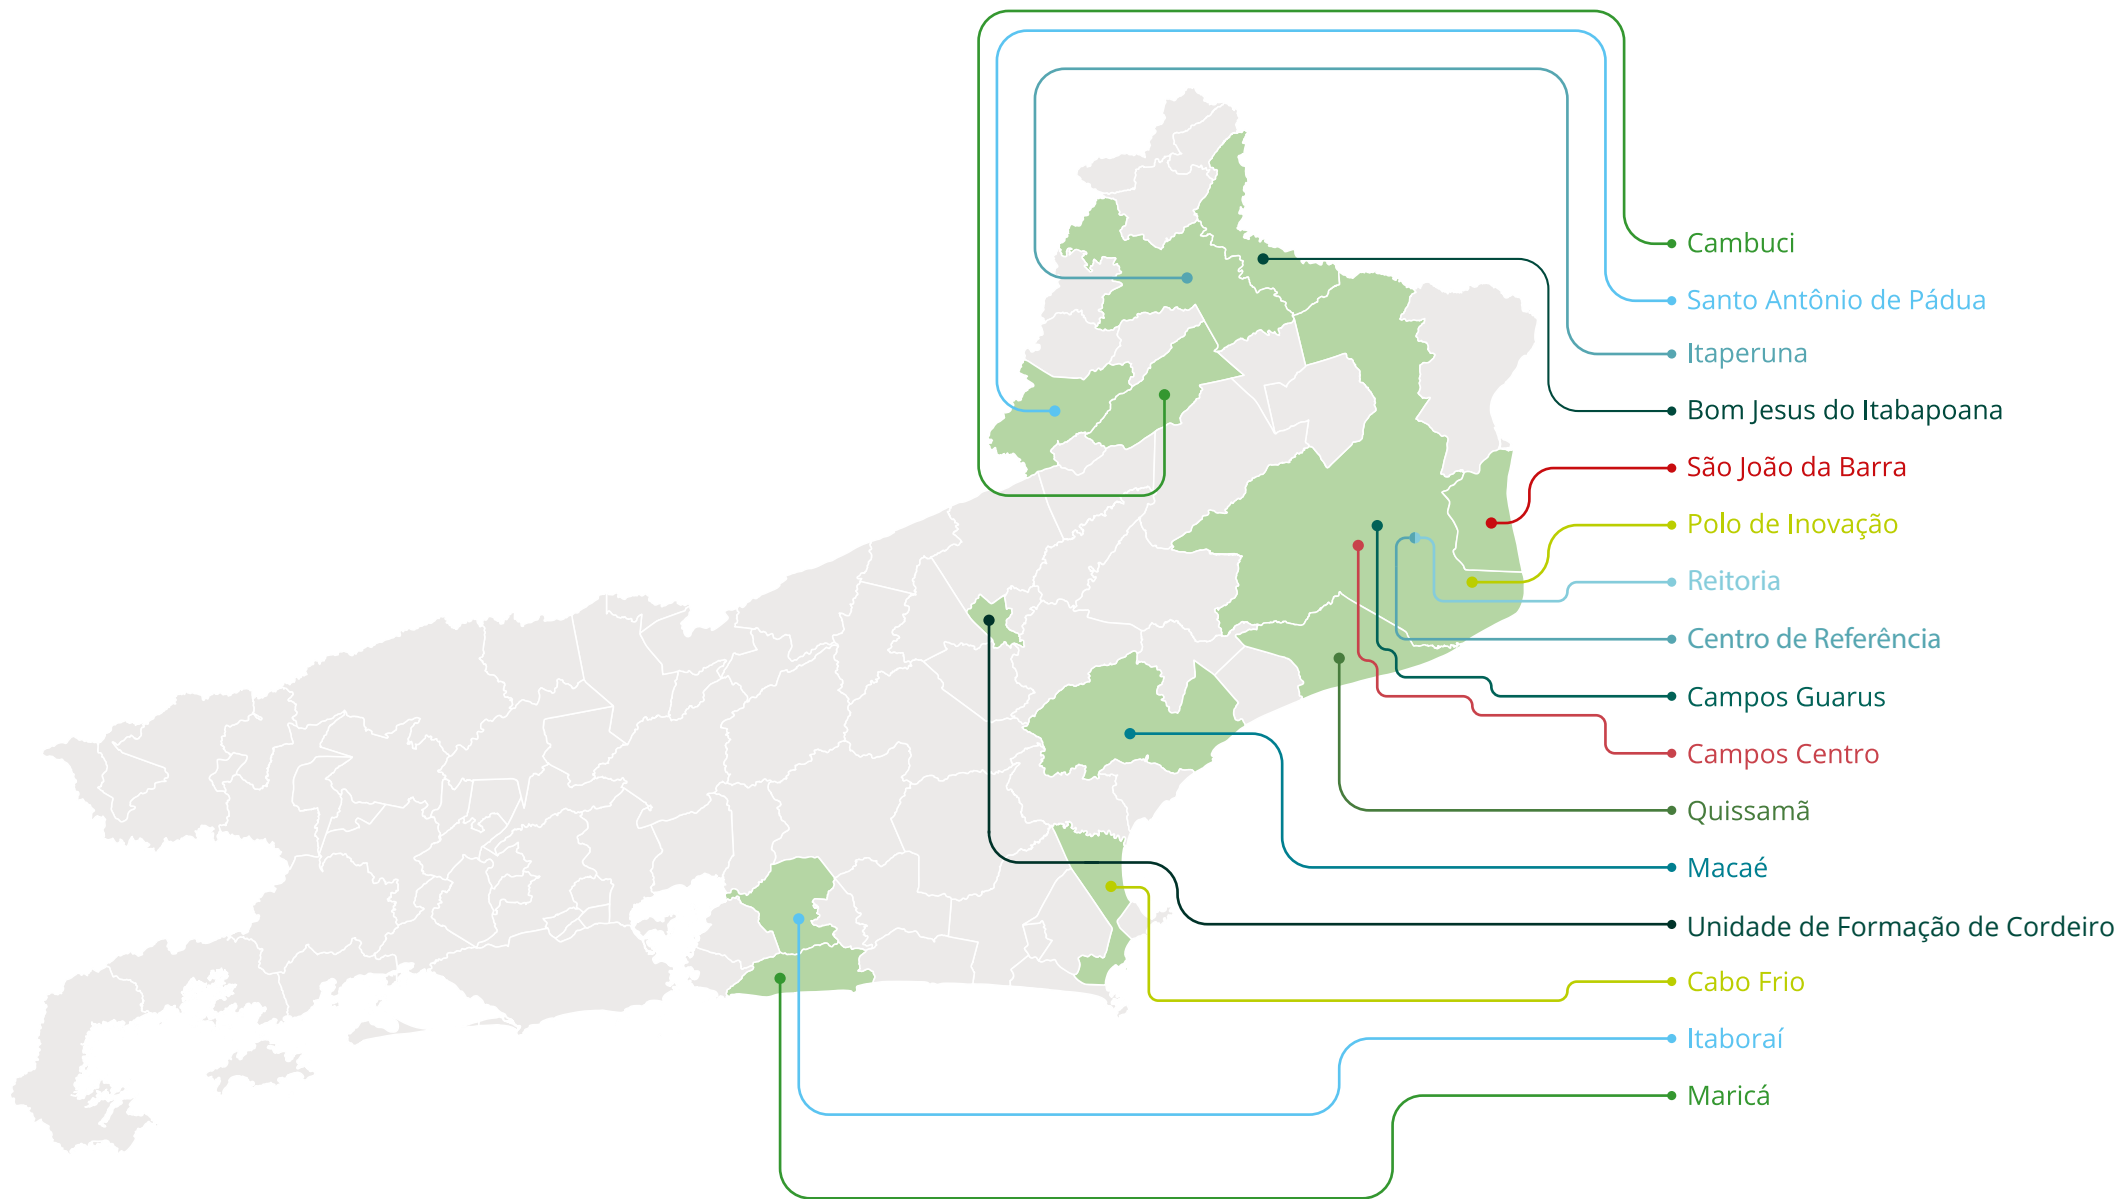 Cambuci
Santo Antônio de Pádua
Itaperuna
Bom Jesus do Itabapoana
São João da Barra
Polo de Inovação
Reitoria
Centro de Referência
Campos Guarus
Campos Centro
Quissamã
Macaé
Unidade de Formação de Cordeiro
Cabo Frio
Itaboraí
Maricá